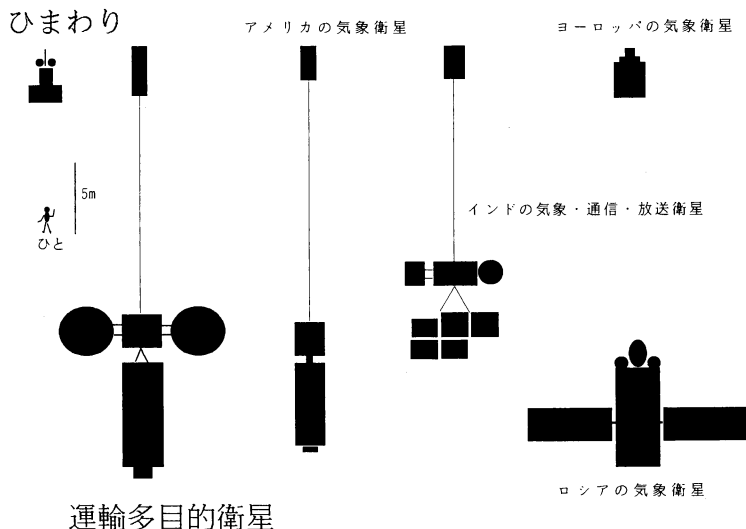 ひまわり
アメリカの気象衛星
ヨーロッパの気象衛星
5m
ひと
インドの気象・通信・放送衛星
ロシアの気象衛星
運輸多目的衛星